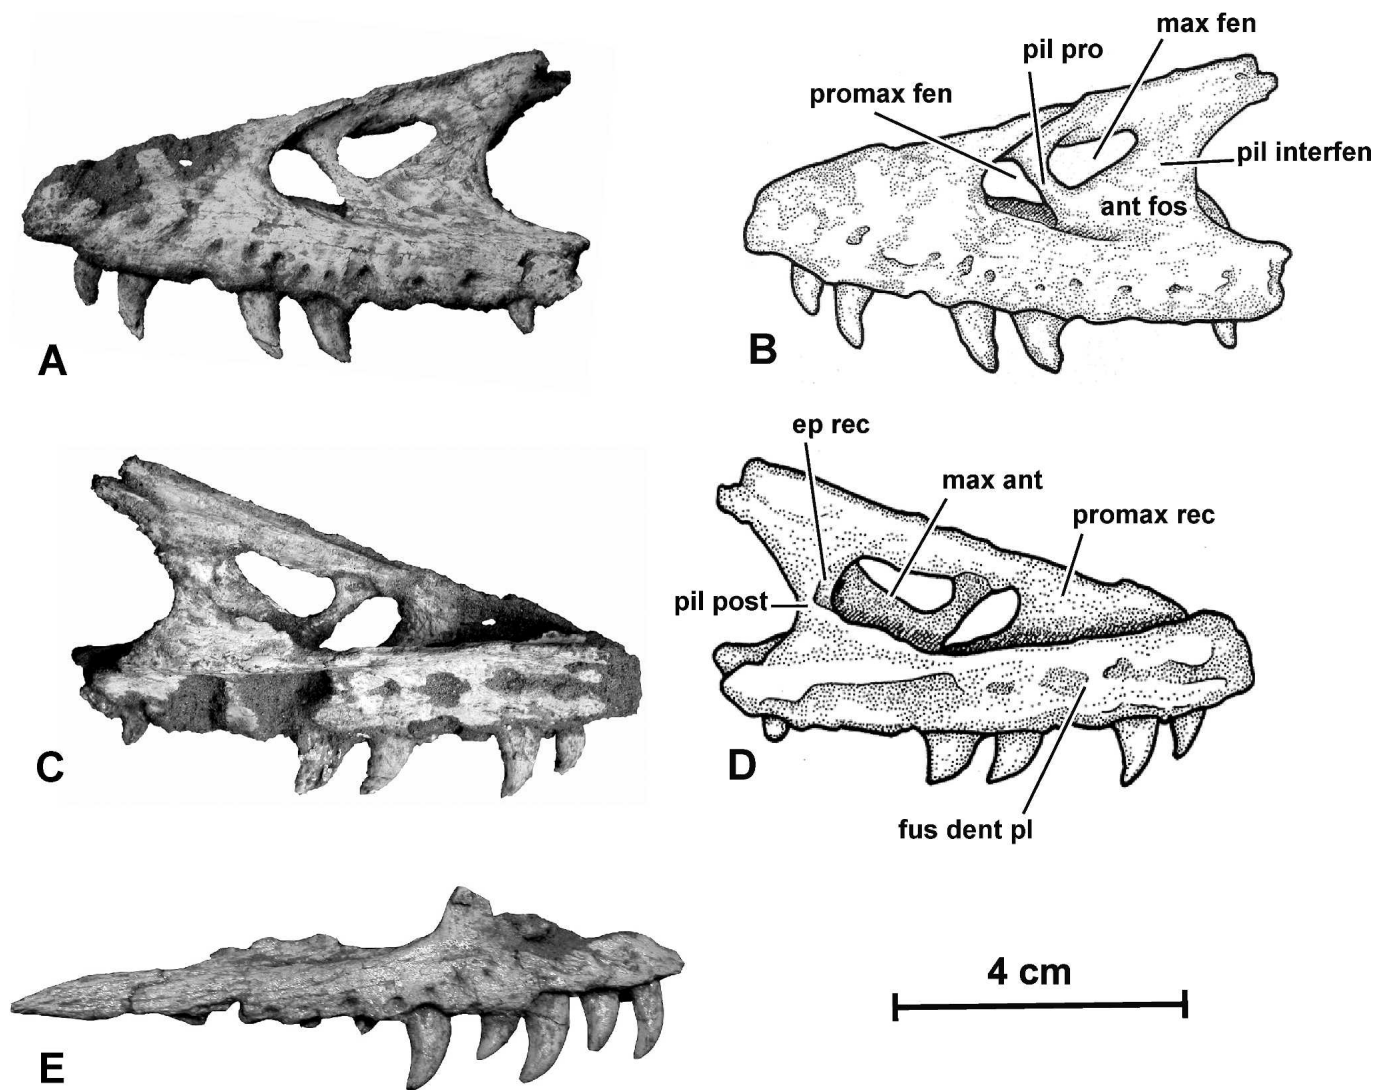 max fen
pil pro
promax fen
pil interfen
ant fos
A
B
ep rec
max ant
promax rec
pil post
C
D
fus dent pl
4 cm
E